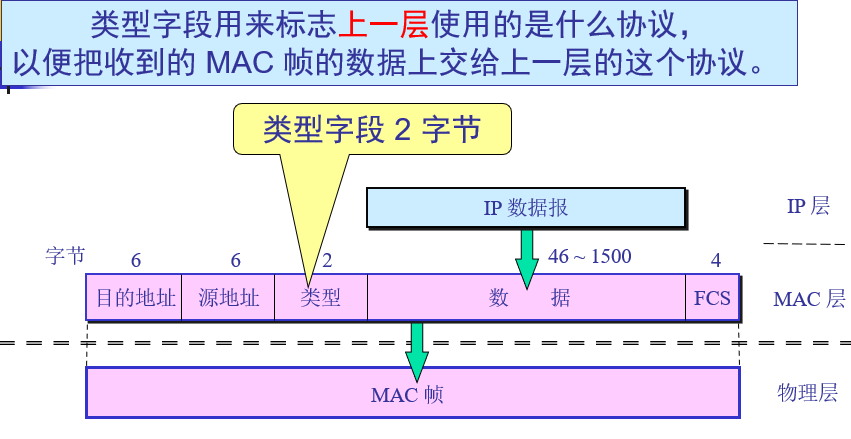 类型字段用来标志上一层使用的是什么协议，
以便把收到的 MAC 帧的数据上交给上一层的这个协议。
类型字段 2 字节
IP 数据报
IP 层
字节
6
6
2
46 ~ 1500
4
目的地址
源地址
类型
数 据
FCS
MAC 层
MAC 帧
物理层